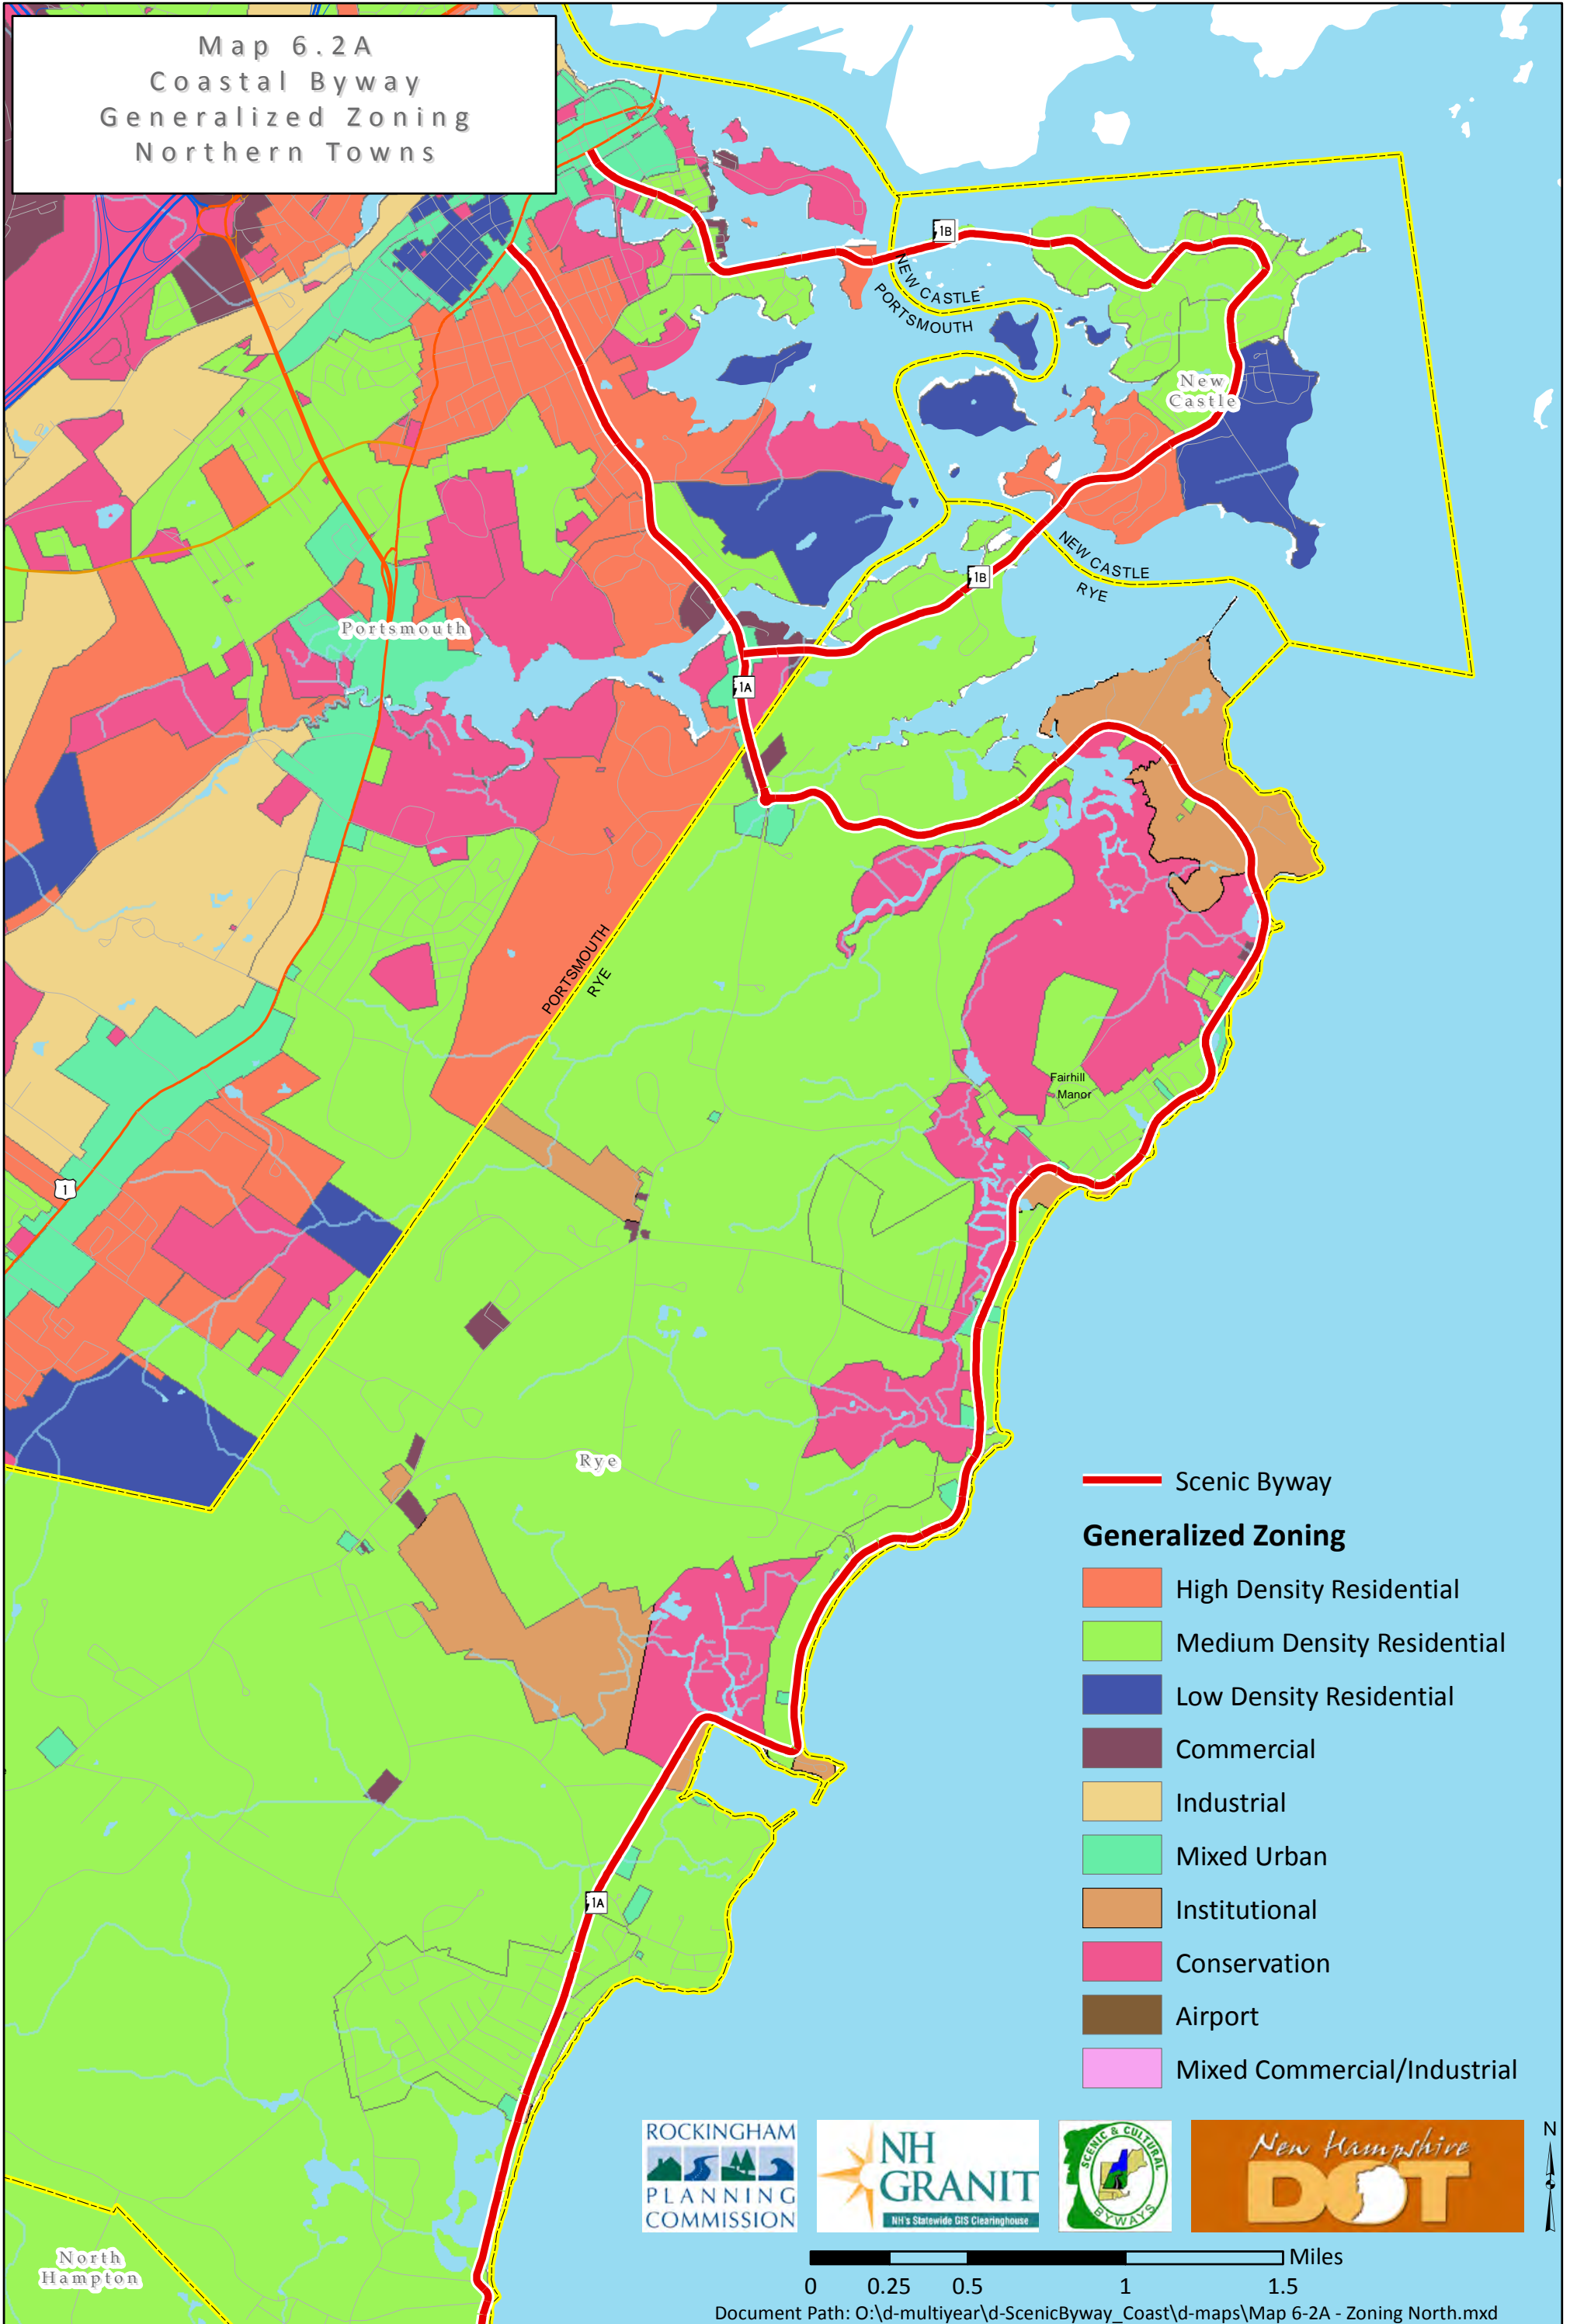 Map 6.2A
Coastal Byway
Generalized Zoning
Northern Towns
1B
NEW CASTLE
PORTSMOUTH
New
Castle
NEW CASTLE
RYE
1B
Portsmouth
1A
PORTSMOUTH
RYE
Fairhill
Manor
1
Rye
1A
North
Hampton
Scenic Byway
Generalized Zoning
High Density Residential
Medium Density Residential
Low Density Residential
Commercial
Industrial
Mixed Urban
Institutional
Conservation
Airport
Mixed Commercial/Industrial
ROCKINGHAM
PLANNING
COMMISSION
NH
GRANIT
NH's Statewide GIS Clearinghouse
SCENIC & CULTURAL
BYWAYS
New Hampshire
DOT
N
Miles
0 0.25 0.5 1 1.5
Document Path: O:\d-multiyear\d-ScenicByway_Coast\d-maps\Map 6-2A - Zoning North.mxd